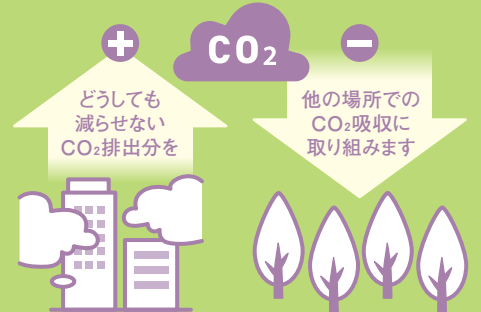 CO₂
どうしても
減らせない
CO₂排出分を
他の場所での
CO₂吸収に
取り組みます